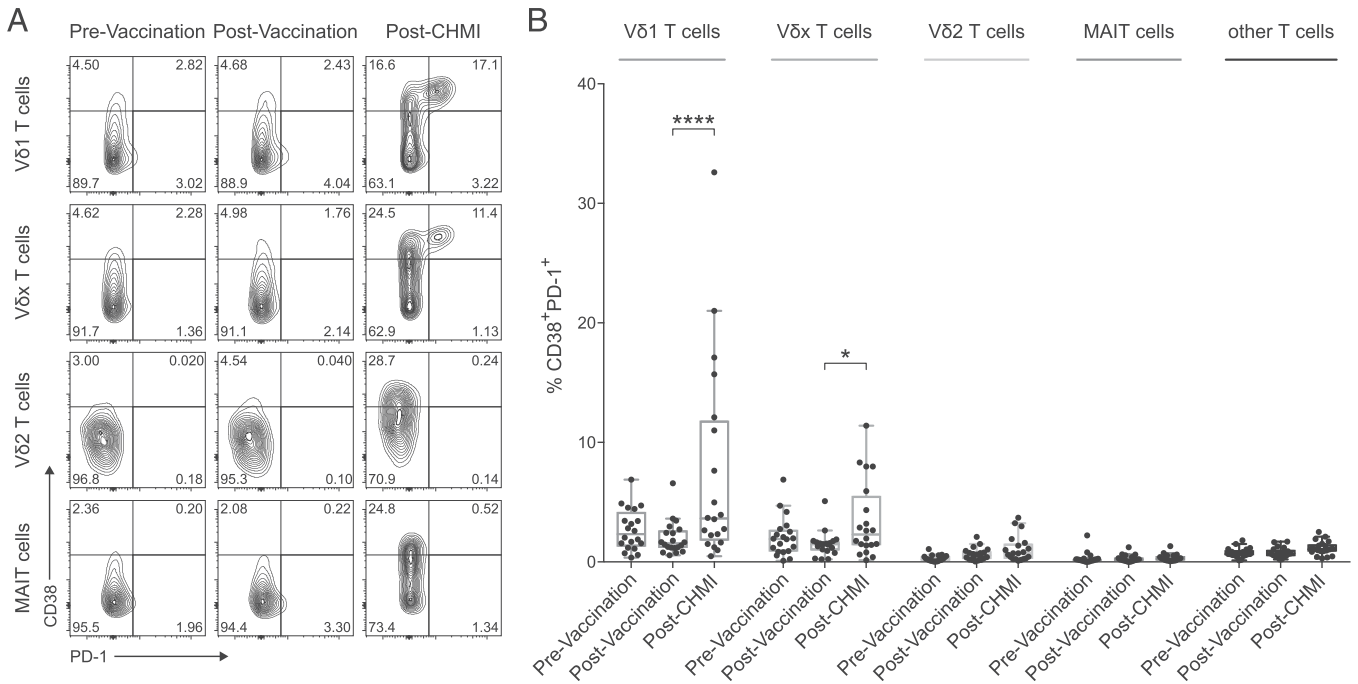 A
Pre-Vaccination Post-Vaccination Post-CHMI
Vδ1 T cells
4.50 2.82 4.68 2.43 16.6 17.1
89.7 3.02 88.9 4.04 63.1 3.22
Vδx T cells
4.62 2.28 4.98 1.76 24.5 11.4
91.7 1.36 91.1 2.14 62.9 1.13
Vδ2 T cells
3.00 0.020 4.54 0.040 28.7 0.24
96.8 0.18 95.3 0.10 70.9 0.14
MAIT cells
2.36 0.20 2.08 0.22 24.8 0.52
95.5 1.96 94.4 3.30 73.4 1.34
CD38
PD-1
B
Vδ1 T cells Vδx T cells Vδ2 T cells MAIT cells other T cells
% CD38⁺PD-1⁺
40
30
20
10
0
****
*
Pre-Vaccination Post-Vaccination Post-CHMI Pre-Vaccination Post-Vaccination Post-CHMI Pre-Vaccination Post-Vaccination Post-CHMI Pre-Vaccination Post-Vaccination Post-CHMI Pre-Vaccination Post-Vaccination Post-CHMI